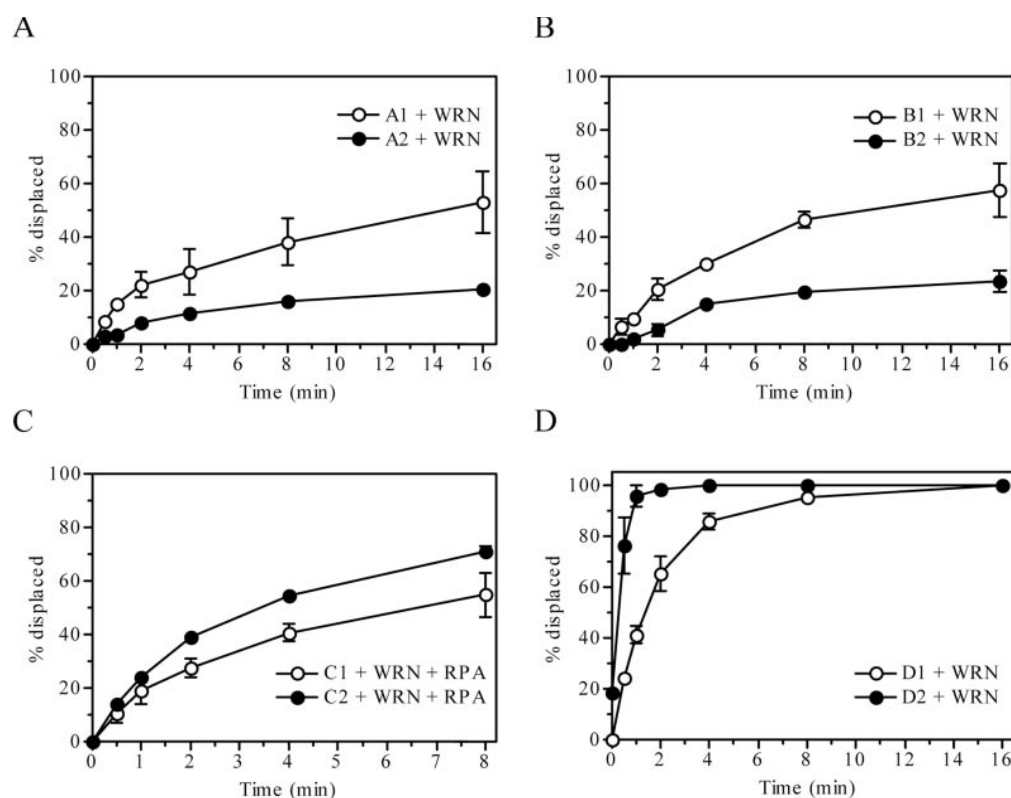 A
100
80
60
40
20
0
% displaced
A1 + WRN
A2 + WRN
0 2 4 6 8 10 12 14 16
Time (min)
B
100
80
60
40
20
0
% displaced
B1 + WRN
B2 + WRN
0 2 4 6 8 10 12 14 16
Time (min)
C
100
80
60
40
20
0
% displaced
C1 + WRN + RPA
C2 + WRN + RPA
0 1 2 3 4 5 6 7 8
Time (min)
D
100
80
60
40
20
0
% displaced
D1 + WRN
D2 + WRN
0 2 4 6 8 10 12 14 16
Time (min)